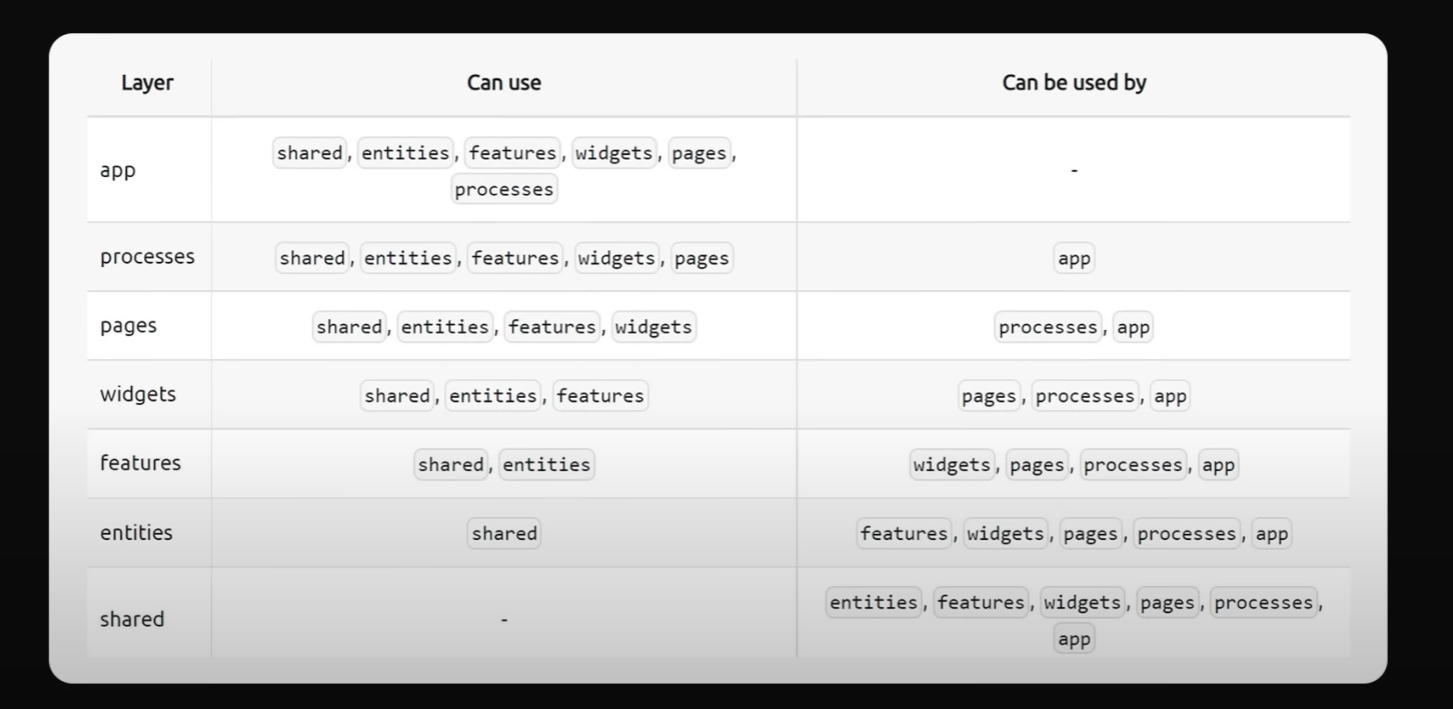 Layer Can use Can be used by
app shared, entities, features, widgets, pages, -
processes
processes shared, entities, features, widgets, pages app
pages shared, entities, features, widgets processes, app
widgets shared, entities, features pages, processes, app
features shared, entities widgets, pages, processes, app
entities shared features, widgets, pages, processes, app
shared - entities, features, widgets, pages, processes,
app